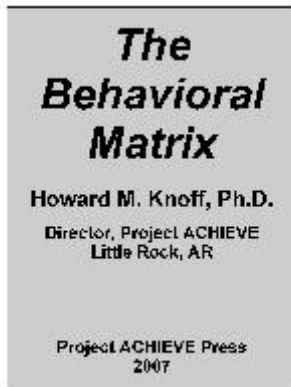 The
Behavioral
Matrix
Howard M. Knoff, Ph.D.
Director, Project ACHIEVE
Little Rock, AR
Project ACHIEVE Press
2007